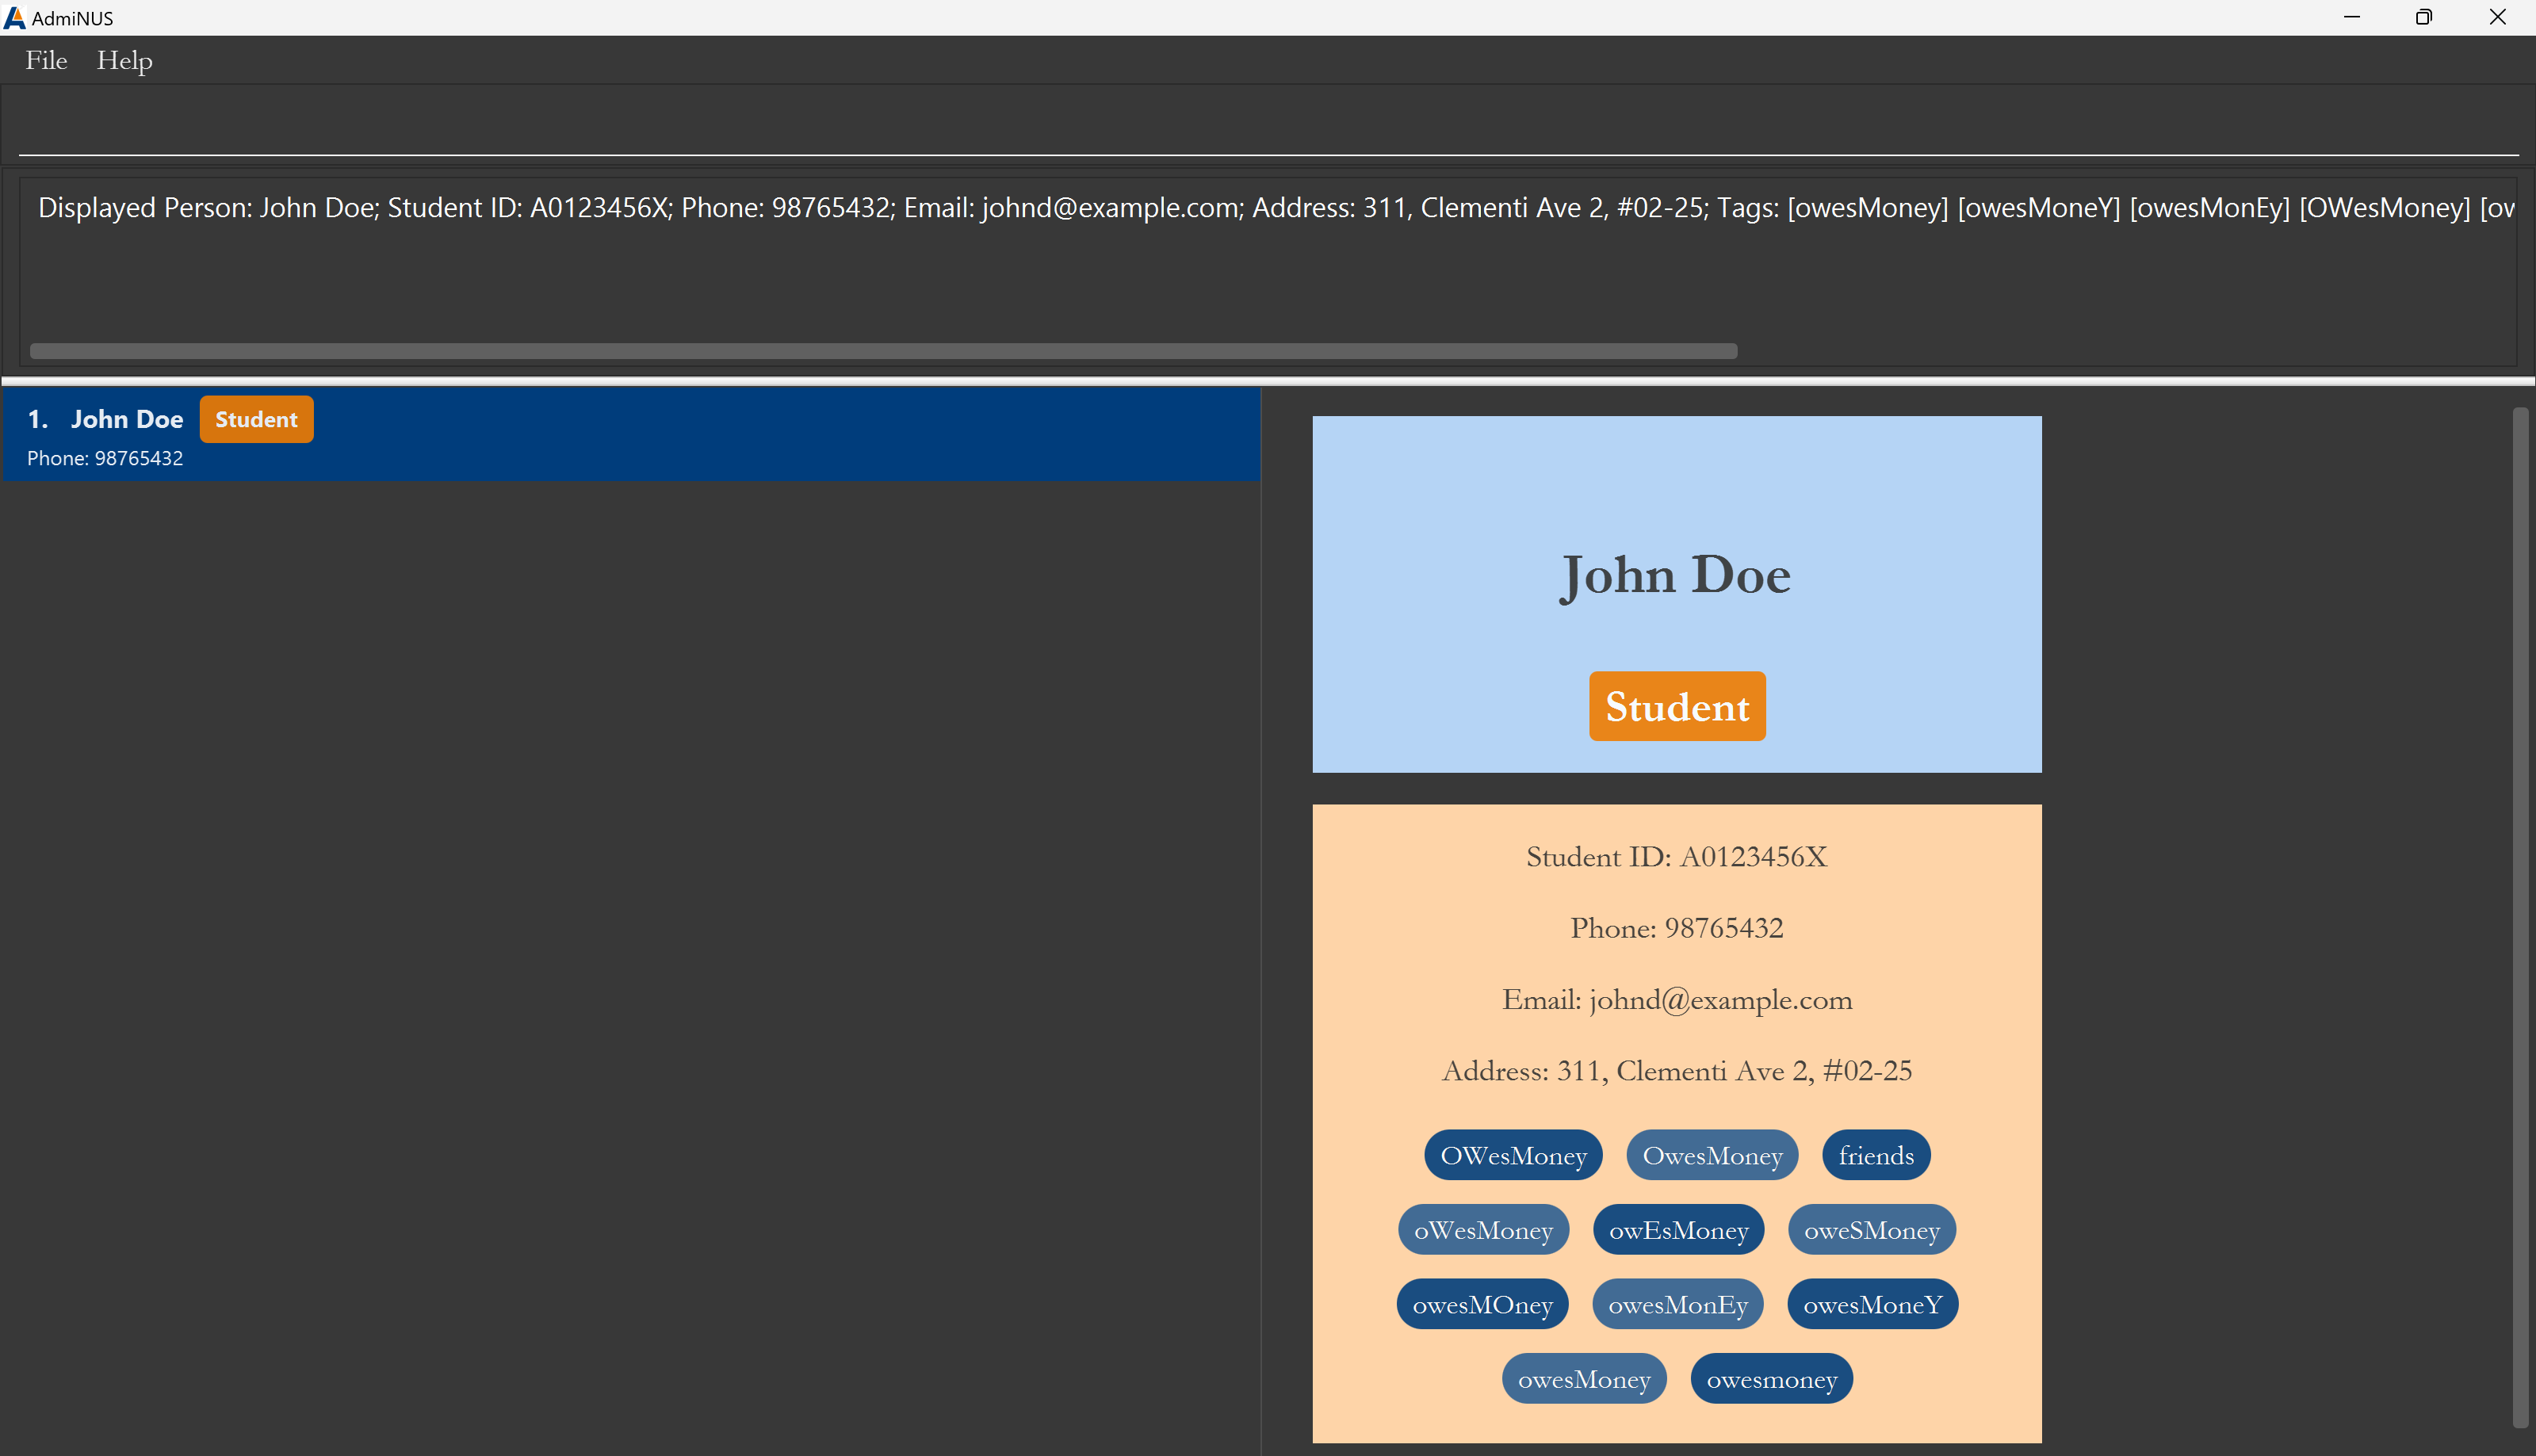 AdmiNUS
File Help
Displayed Person: John Doe; Student ID: A0123456X; Phone: 98765432; Email: johnd@example.com; Address: 311, Clementi Ave 2, #02-25; Tags: [owesMoney] [owesMoneY] [owesMonEy] [OWesMoney] [ow
1. John Doe Student
Phone: 98765432
John Doe
Student
Student ID: A0123456X
Phone: 98765432
Email: johnd@example.com
Address: 311, Clementi Ave 2, #02-25
OWesMoney OwesMoney friends
oWesMoney owEsMoney oweSMoney
owesMOney owesMonEy owesMoneY
owesMoney owesmoney